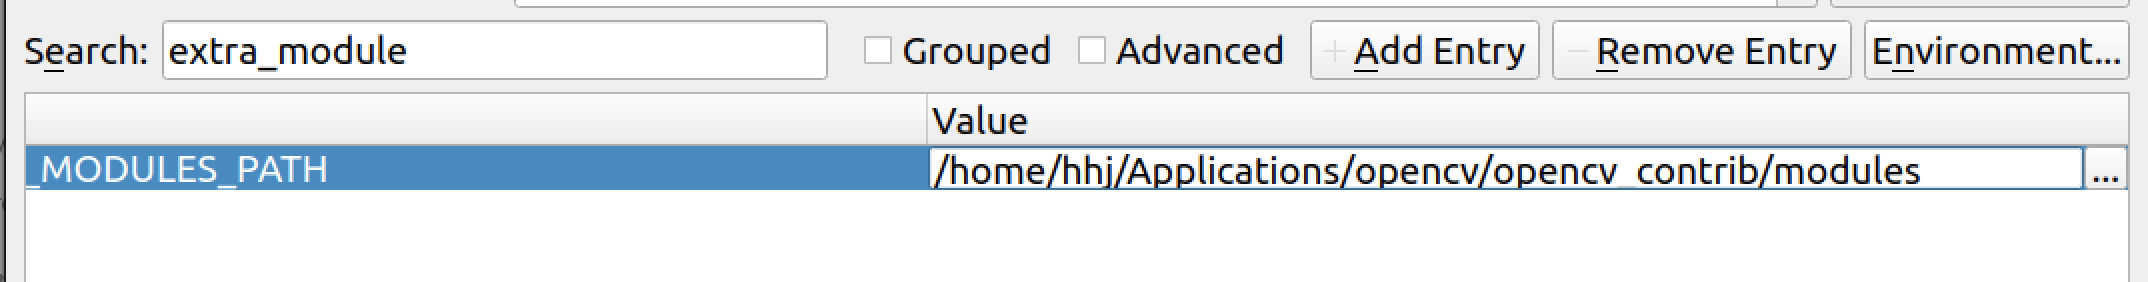 Search: extra_module Grouped Advanced Add Entry Remove Entry Environment...
Value
_MODULES_PATH /home/hhj/Applications/opencv/opencv_contrib/modules ...